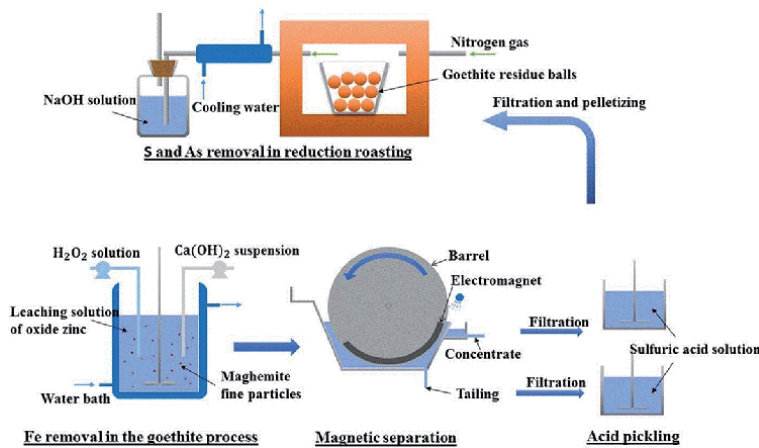 Nitrogen gas
Goethite residue balls
NaOH solution
Cooling water
Filtration and pelletizing
S and As removal in reduction roasting
H₂O₂ solution
Ca(OH)₂ suspension
Barrel
Electromagnet
Leaching solution
of oxide zinc
Filtration
Concentrate
Sulfuric acid solution
Maghemite
fine particles
Filtration
Water bath
Tailing
Fe removal in the goethite process
Magnetic separation
Acid pickling